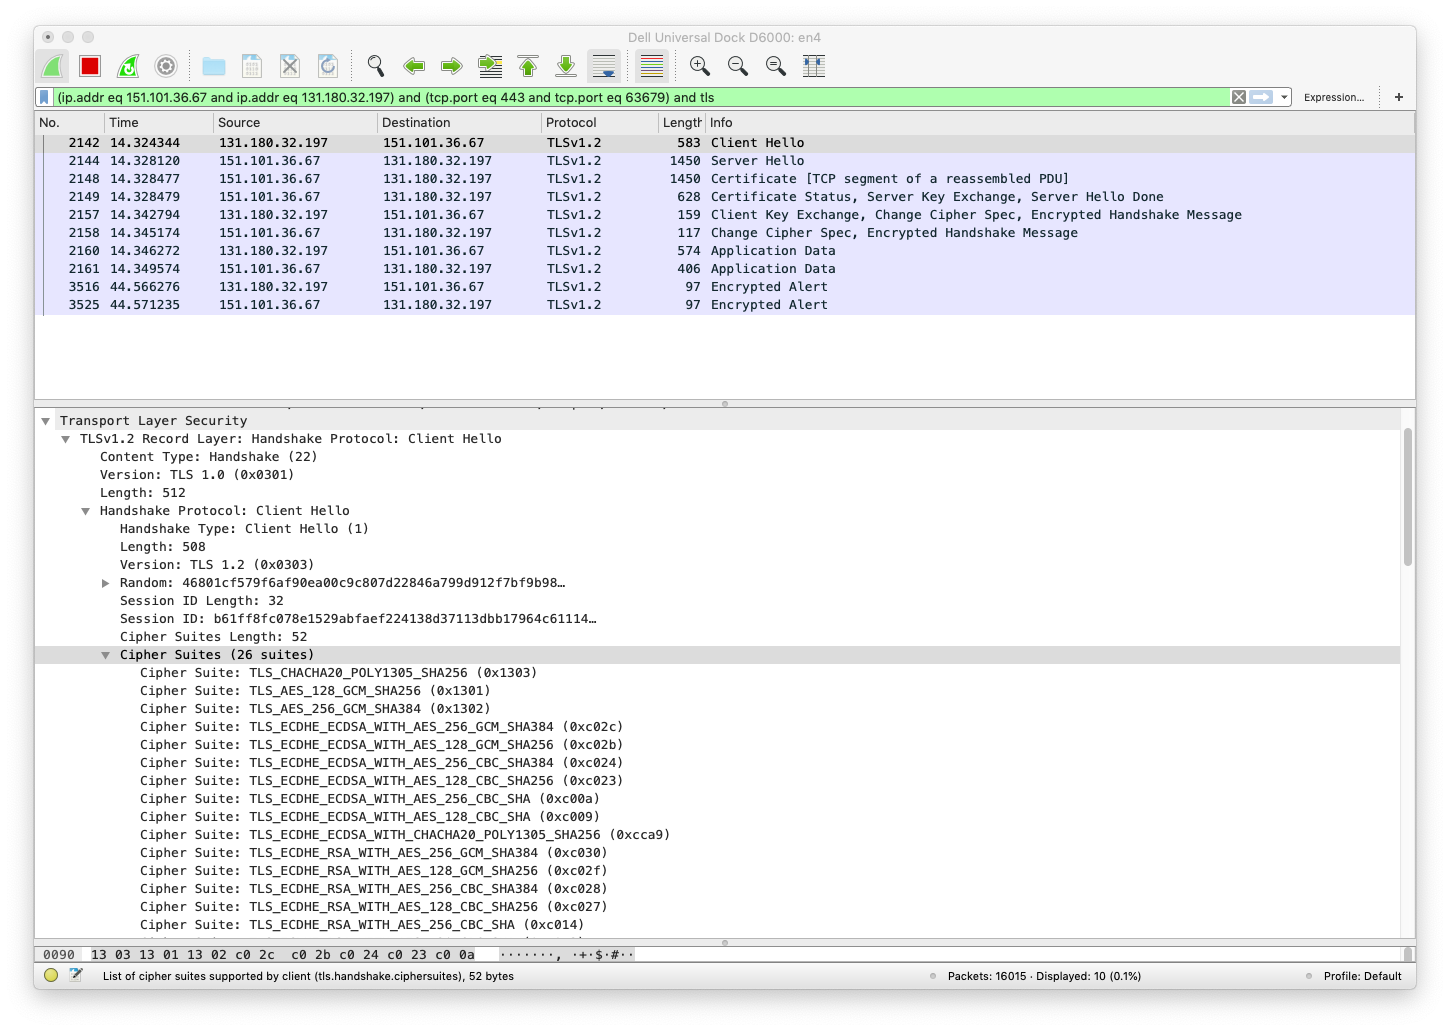 Dell Universal Dock D6000: en4
(ip.addr eq 151.101.36.67 and ip.addr eq 131.180.32.197) and (tcp.port eq 443 and tcp.port eq 63679) and tls Expression... +
No. Time Source Destination Protocol Length Info
2142 14.324344 131.180.32.197 151.101.36.67 TLSv1.2 583 Client Hello
2144 14.328120 151.101.36.67 131.180.32.197 TLSv1.2 1450 Server Hello
2148 14.328477 151.101.36.67 131.180.32.197 TLSv1.2 1450 Certificate [TCP segment of a reassembled PDU]
2149 14.328479 151.101.36.67 131.180.32.197 TLSv1.2 628 Certificate Status, Server Key Exchange, Server Hello Done
2157 14.342794 131.180.32.197 151.101.36.67 TLSv1.2 159 Client Key Exchange, Change Cipher Spec, Encrypted Handshake Message
2158 14.345174 151.101.36.67 131.180.32.197 TLSv1.2 117 Change Cipher Spec, Encrypted Handshake Message
2160 14.346272 131.180.32.197 151.101.36.67 TLSv1.2 574 Application Data
2161 14.349574 151.101.36.67 131.180.32.197 TLSv1.2 406 Application Data
3516 44.566276 131.180.32.197 151.101.36.67 TLSv1.2 97 Encrypted Alert
3525 44.571235 151.101.36.67 131.180.32.197 TLSv1.2 97 Encrypted Alert
Transport Layer Security
TLSv1.2 Record Layer: Handshake Protocol: Client Hello
Content Type: Handshake (22)
Version: TLS 1.0 (0x0301)
Length: 512
Handshake Protocol: Client Hello
Handshake Type: Client Hello (1)
Length: 508
Version: TLS 1.2 (0x0303)
Random: 46801cf579f6af90ea00c9c807d22846a799d912f7bf9b98…
Session ID Length: 32
Session ID: b61ff8fc078e1529abfaef224138d37113dbb17964c61114…
Cipher Suites Length: 52
Cipher Suites (26 suites)
Cipher Suite: TLS_CHACHA20_POLY1305_SHA256 (0x1303)
Cipher Suite: TLS_AES_128_GCM_SHA256 (0x1301)
Cipher Suite: TLS_AES_256_GCM_SHA384 (0x1302)
Cipher Suite: TLS_ECDHE_ECDSA_WITH_AES_256_GCM_SHA384 (0xc02c)
Cipher Suite: TLS_ECDHE_ECDSA_WITH_AES_128_GCM_SHA256 (0xc02b)
Cipher Suite: TLS_ECDHE_ECDSA_WITH_AES_256_CBC_SHA384 (0xc024)
Cipher Suite: TLS_ECDHE_ECDSA_WITH_AES_128_CBC_SHA256 (0xc023)
Cipher Suite: TLS_ECDHE_ECDSA_WITH_AES_256_CBC_SHA (0xc00a)
Cipher Suite: TLS_ECDHE_ECDSA_WITH_AES_128_CBC_SHA (0xc009)
Cipher Suite: TLS_ECDHE_ECDSA_WITH_CHACHA20_POLY1305_SHA256 (0xcca9)
Cipher Suite: TLS_ECDHE_RSA_WITH_AES_256_GCM_SHA384 (0xc030)
Cipher Suite: TLS_ECDHE_RSA_WITH_AES_128_GCM_SHA256 (0xc02f)
Cipher Suite: TLS_ECDHE_RSA_WITH_AES_256_CBC_SHA384 (0xc028)
Cipher Suite: TLS_ECDHE_RSA_WITH_AES_128_CBC_SHA256 (0xc027)
Cipher Suite: TLS_ECDHE_RSA_WITH_AES_256_CBC_SHA (0xc014)
0090 13 03 13 01 13 02 c0 2c c0 2b c0 24 c0 23 c0 0a ·······, ·+·$·#··
List of cipher suites supported by client (tls.handshake.ciphersuites), 52 bytes Packets: 16015 · Displayed: 10 (0.1%) Profile: Default